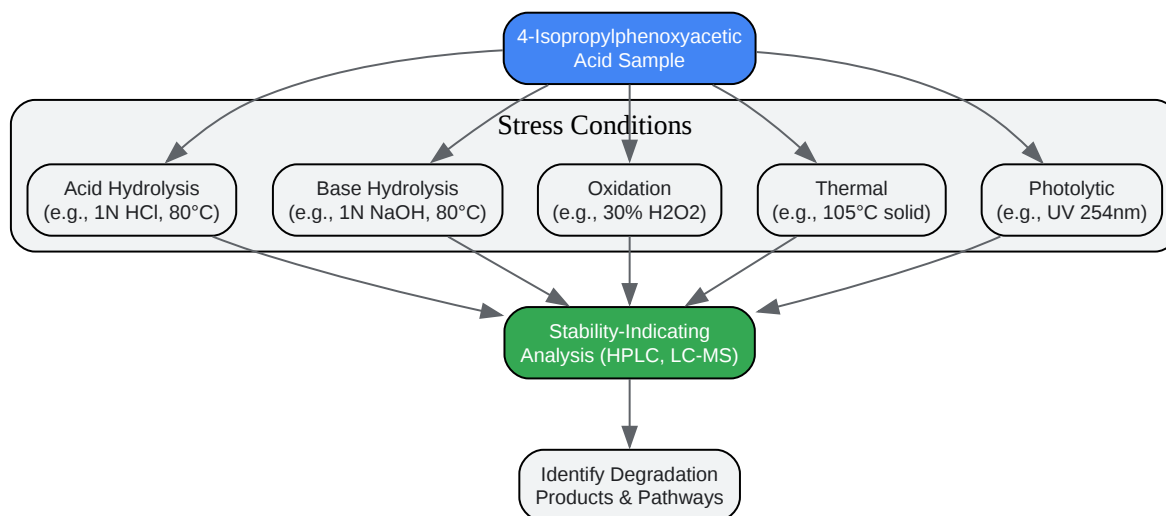 4-Isopropylphenoxyacetic
Acid Sample
Stress Conditions
Acid Hydrolysis
(e.g., 1N HCl, 80°C)
Base Hydrolysis
(e.g., 1N NaOH, 80°C)
Oxidation
(e.g., 30% H2O2)
Thermal
(e.g., 105°C solid)
Photolytic
(e.g., UV 254nm)
Stability-Indicating
Analysis (HPLC, LC-MS)
Identify Degradation
Products & Pathways